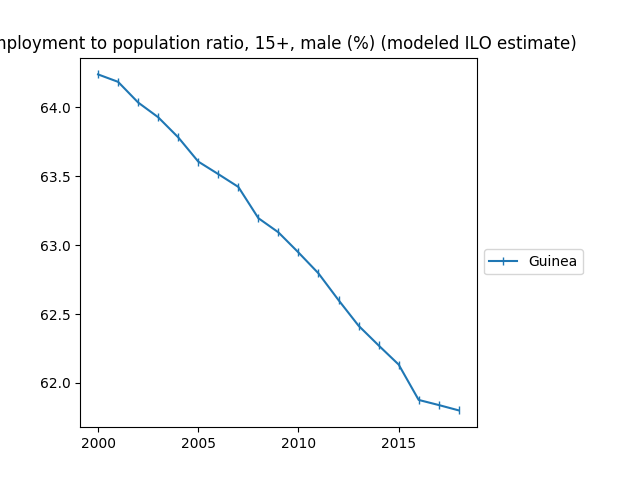 nployment to population ratio, 15+, male (%) (modeled ILO estimate)
64.0
63.5
63.0
62.5
62.0
Guinea
2000 2005 2010 2015